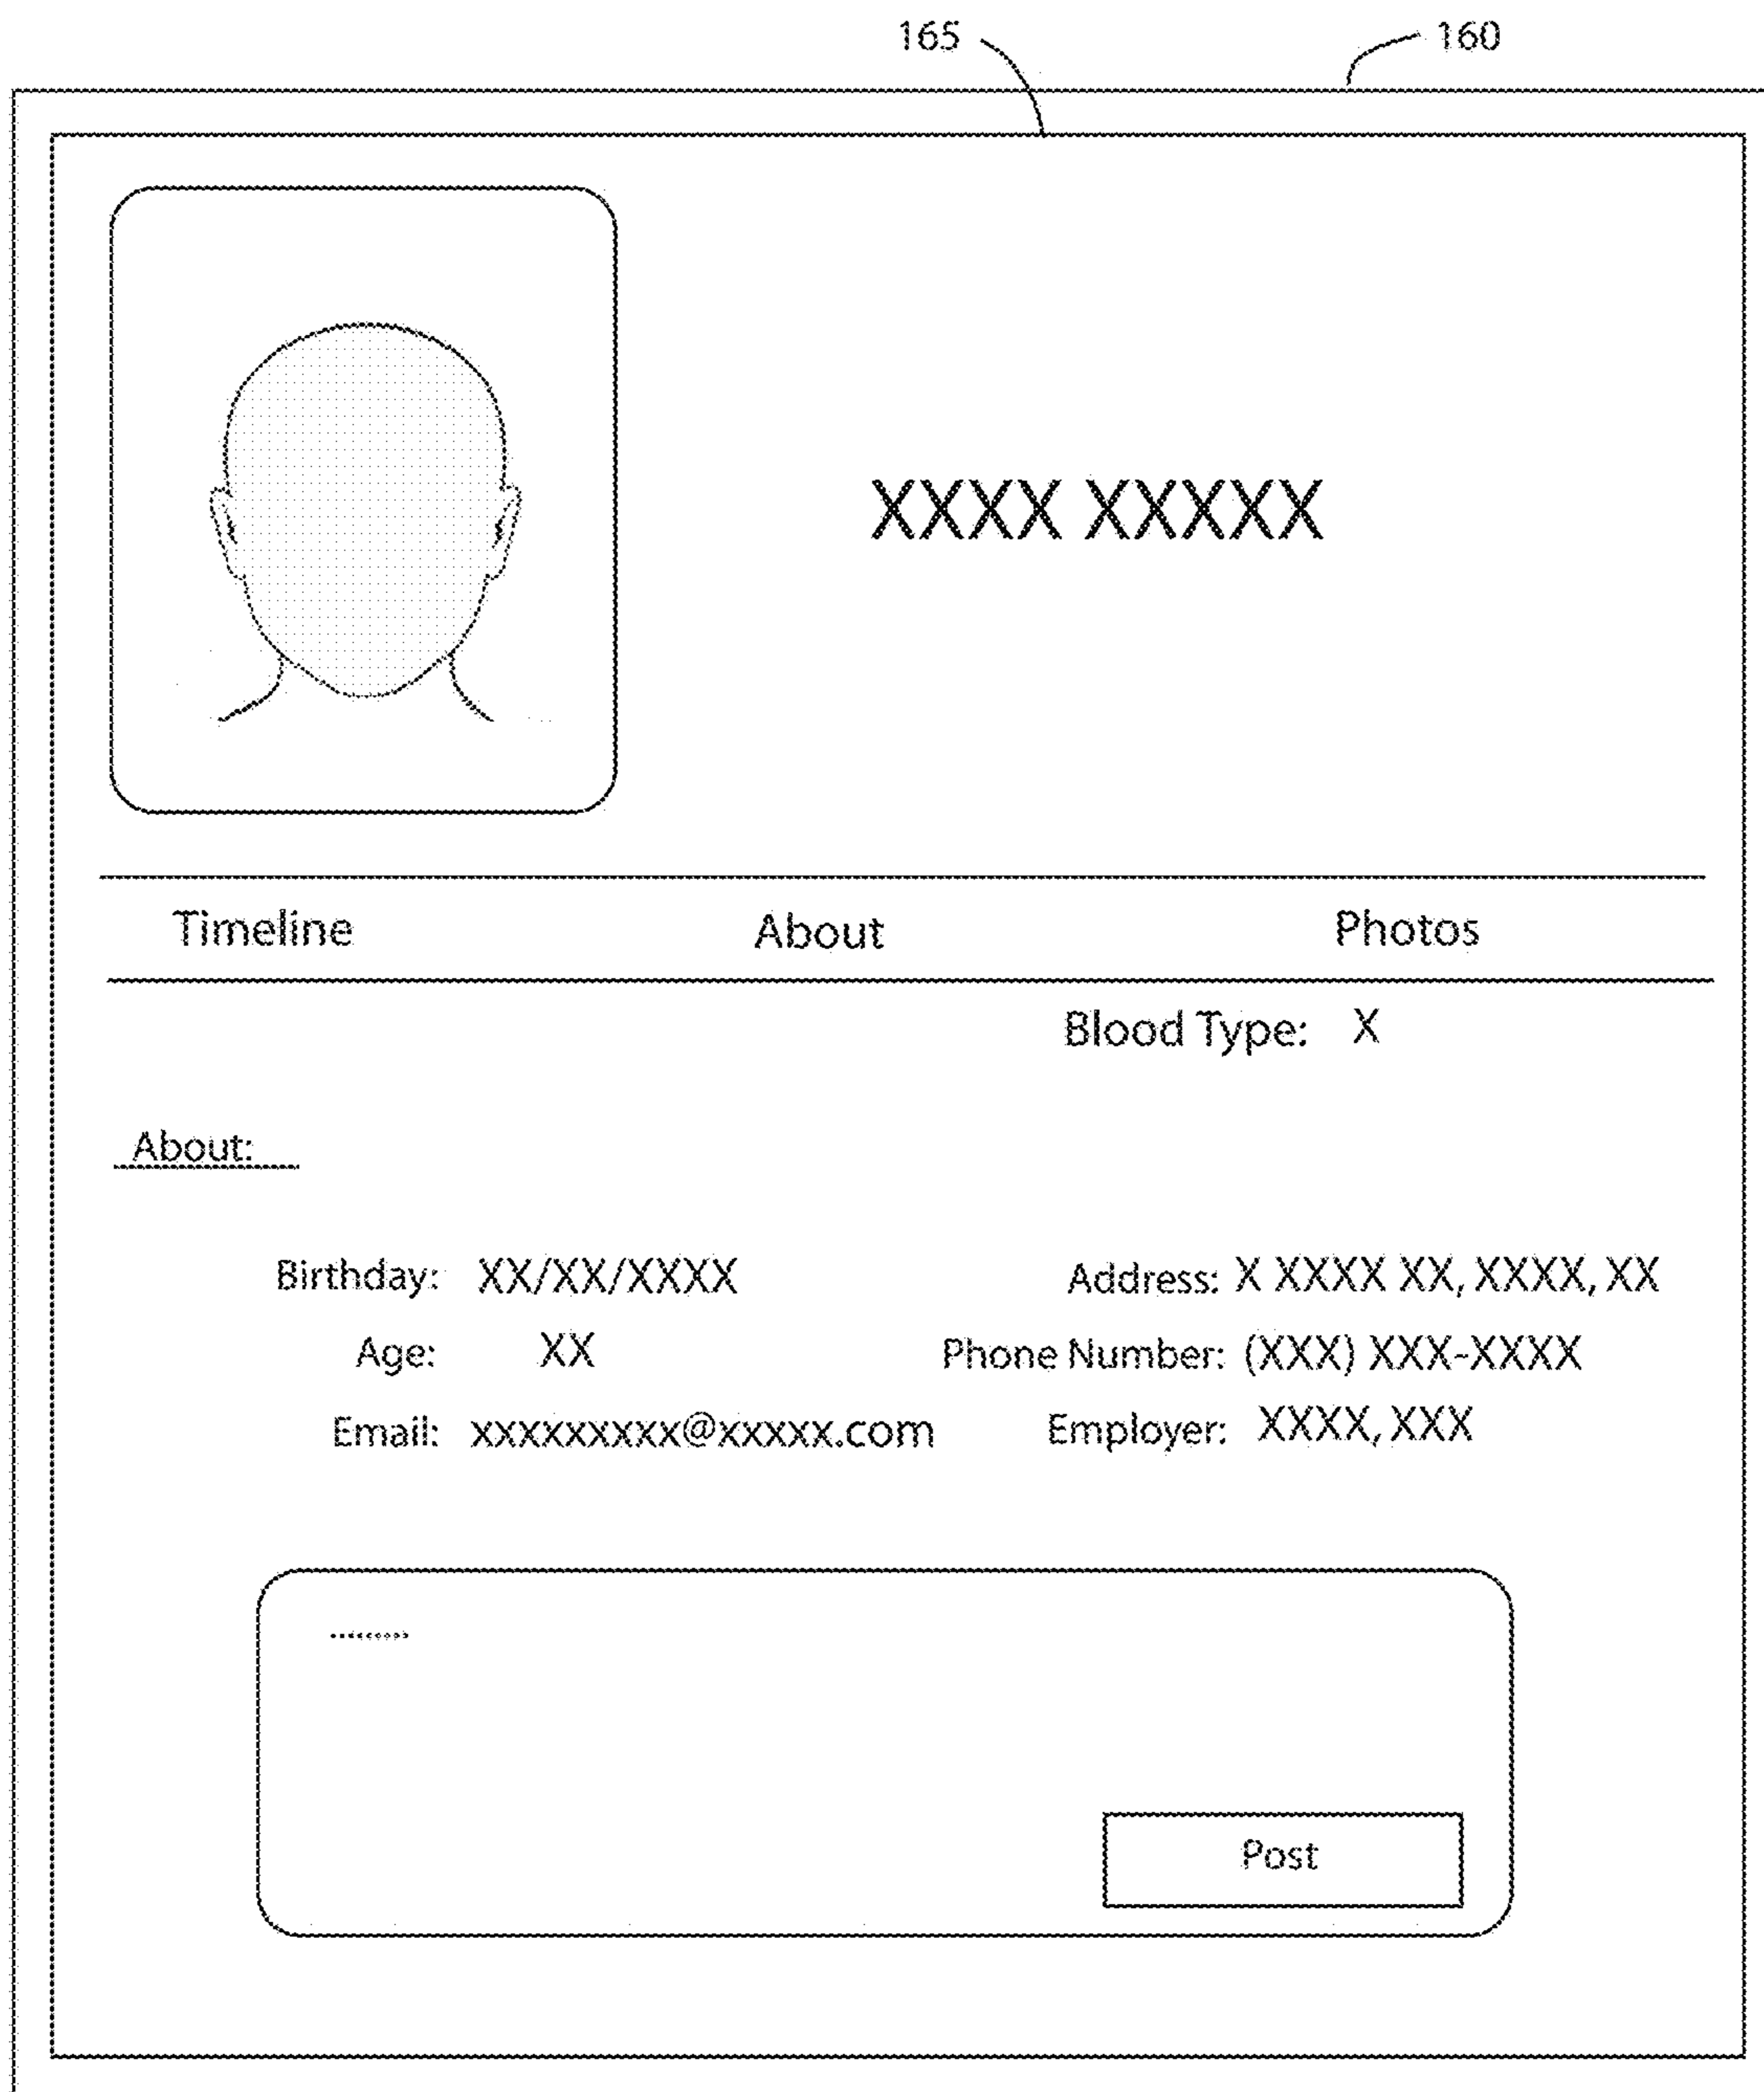 165 160
XXXX XXXXX
Timeline About Photos
Blood Type: X
About:
Birthday: XX/XX/XXXX Address: X XXXX XX, XXXX, XX
Age: XX Phone Number: (XXX) XXX-XXXX
Email: xxxxxxxxx@xxxxx.com Employer: XXXX, XXX
Post